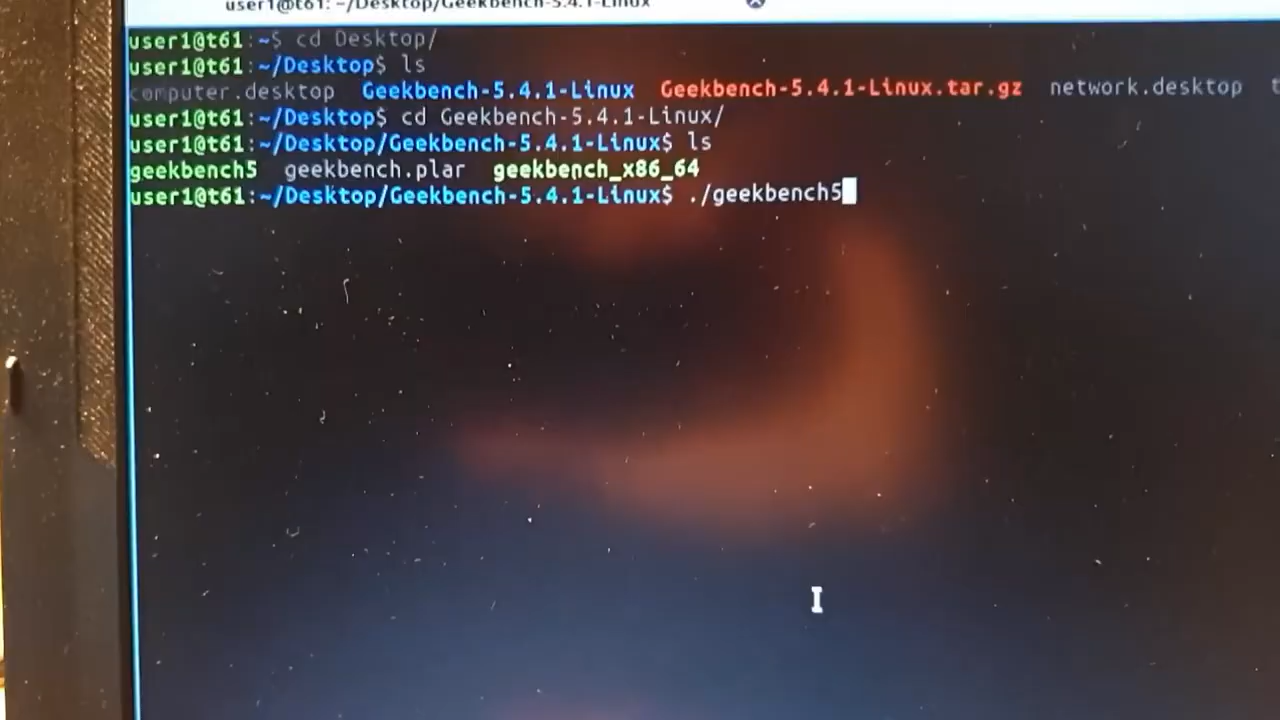 user1@t61: ~/Desktop/Geekbench-5.4.1-Linux
user1@t61:~$ cd Desktop/
user1@t61:~/Desktop$ ls
computer.desktop Geekbench-5.4.1-Linux Geekbench-5.4.1-Linux.tar.gz network.desktop
user1@t61:~/Desktop$ cd Geekbench-5.4.1-Linux/
user1@t61:~/Desktop/Geekbench-5.4.1-Linux$ ls
geekbench5 geekbench.plar geekbench_x86_64
user1@t61:~/Desktop/Geekbench-5.4.1-Linux$ ./geekbench5